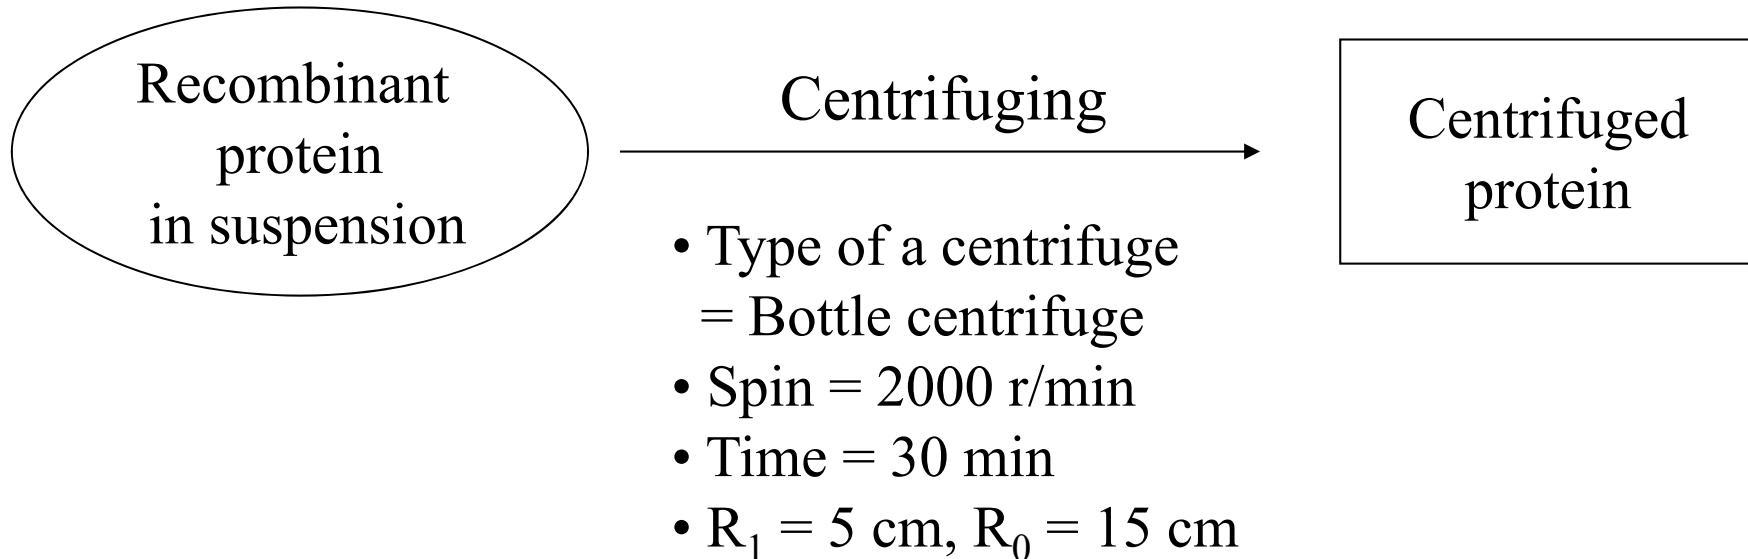 Recombinant
protein
in suspension
Centrifuging
Centrifuged
protein
• Type of a centrifuge
= Bottle centrifuge
• Spin = 2000 r/min
• Time = 30 min
• R₁ = 5 cm, R₀ = 15 cm